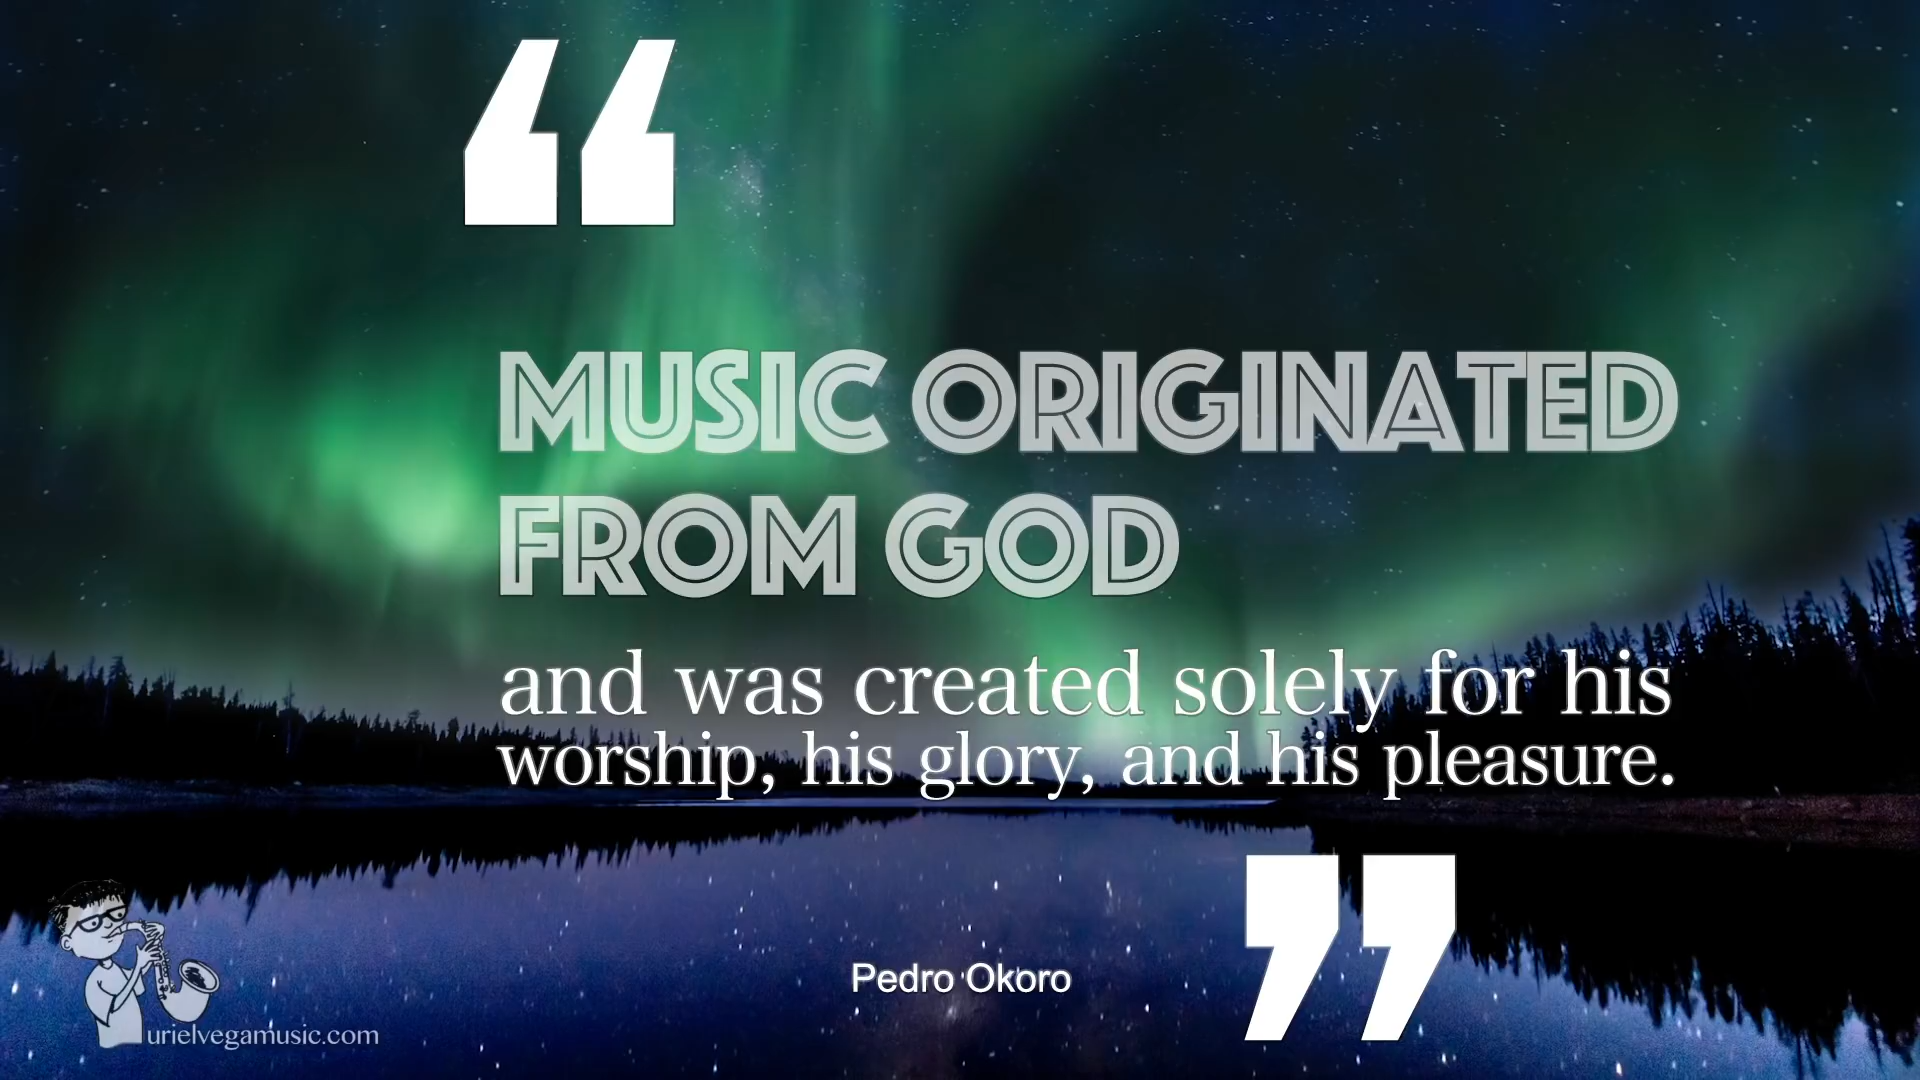 “
MUSIC ORIGINATED
FROM GOD
and was created solely for his
worship, his glory, and his pleasure.
”
Pedro Okoro
urielvegamusic.com